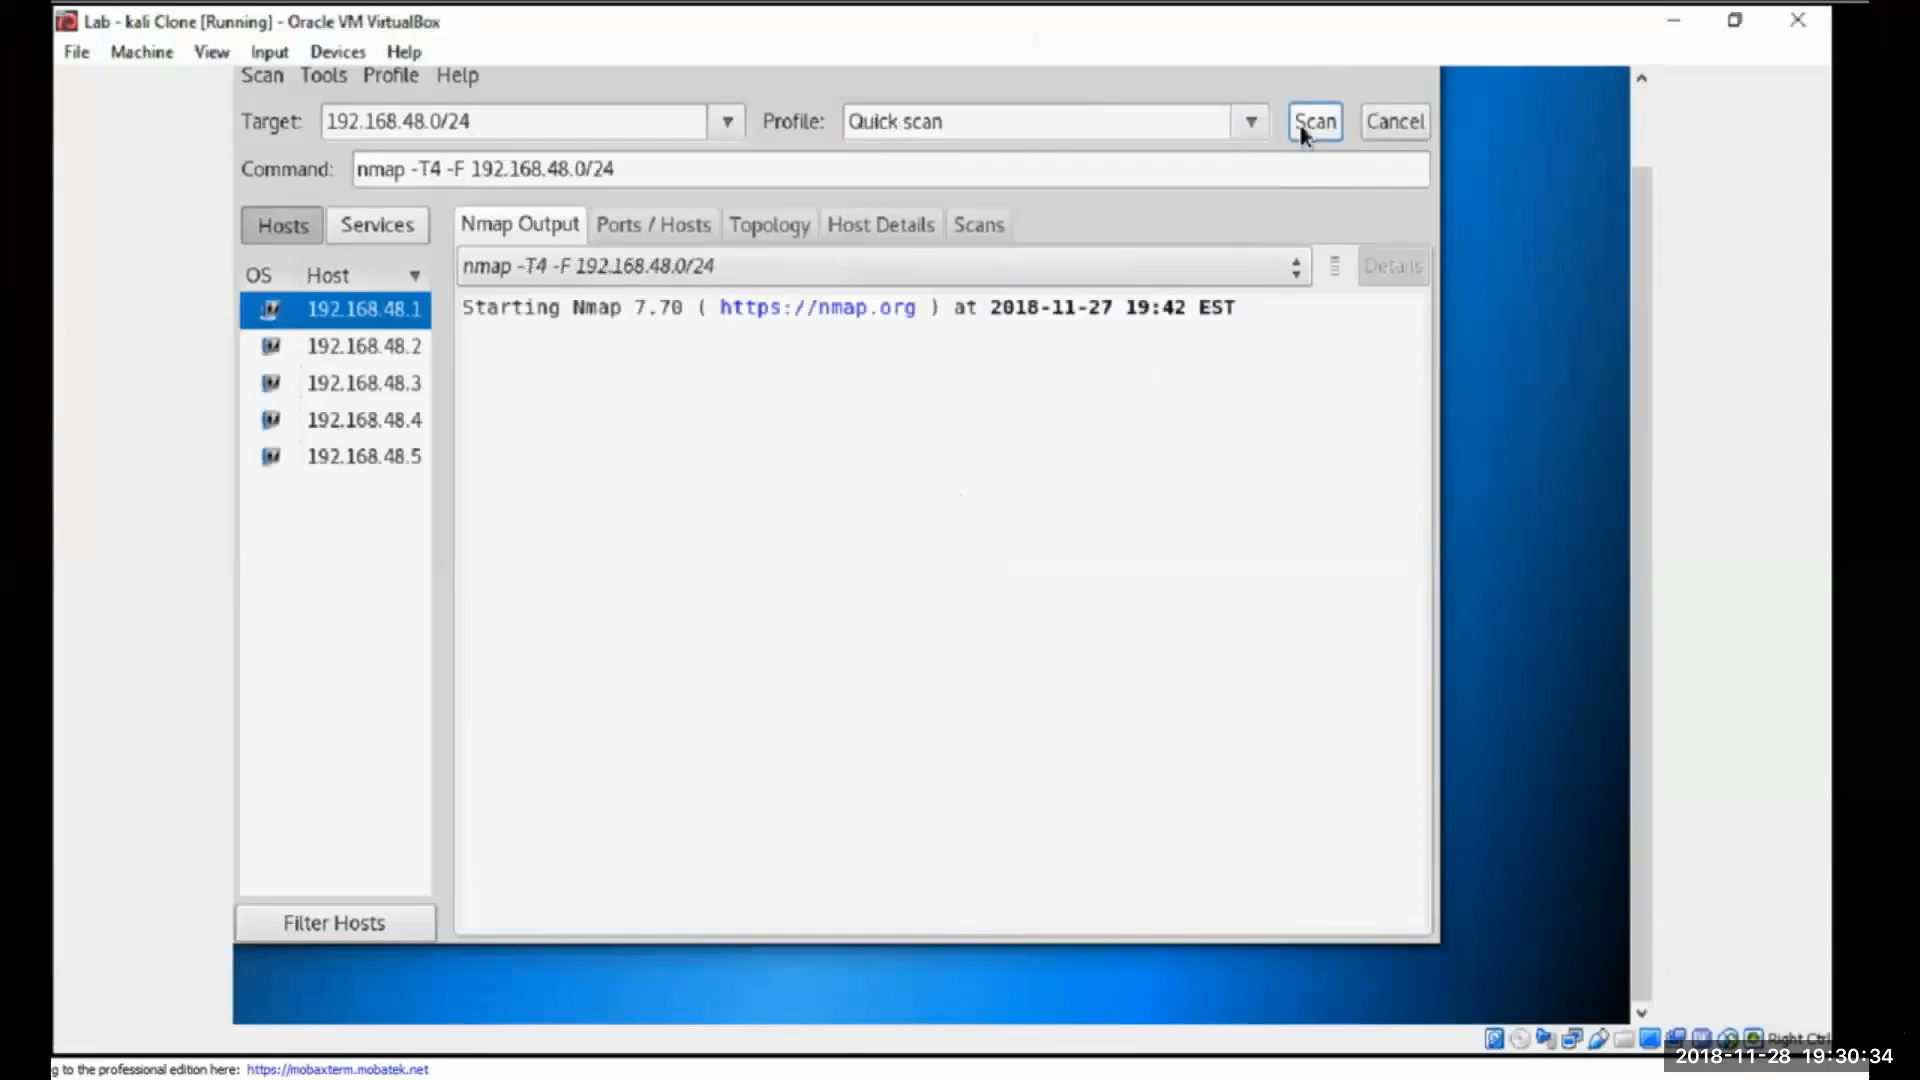 Lab - kali Clone [Running] - Oracle VM VirtualBox
File Machine View Input Devices Help
Scan Tools Profile Help
Target: 192.168.48.0/24 Profile: Quick scan Scan Cancel
Command: nmap -T4 -F 192.168.48.0/24
Hosts Services Nmap Output Ports / Hosts Topology Host Details Scans
nmap -T4 -F 192.168.48.0/24 Details
OS Host
Starting Nmap 7.70 ( https://nmap.org ) at 2018-11-27 19:42 EST
192.168.48.1
192.168.48.2
192.168.48.3
192.168.48.4
192.168.48.5
Filter Hosts
Right Ctrl
2018-11-28 19:30:34
g to the professional edition here: https://mobaxterm.mobatek.net